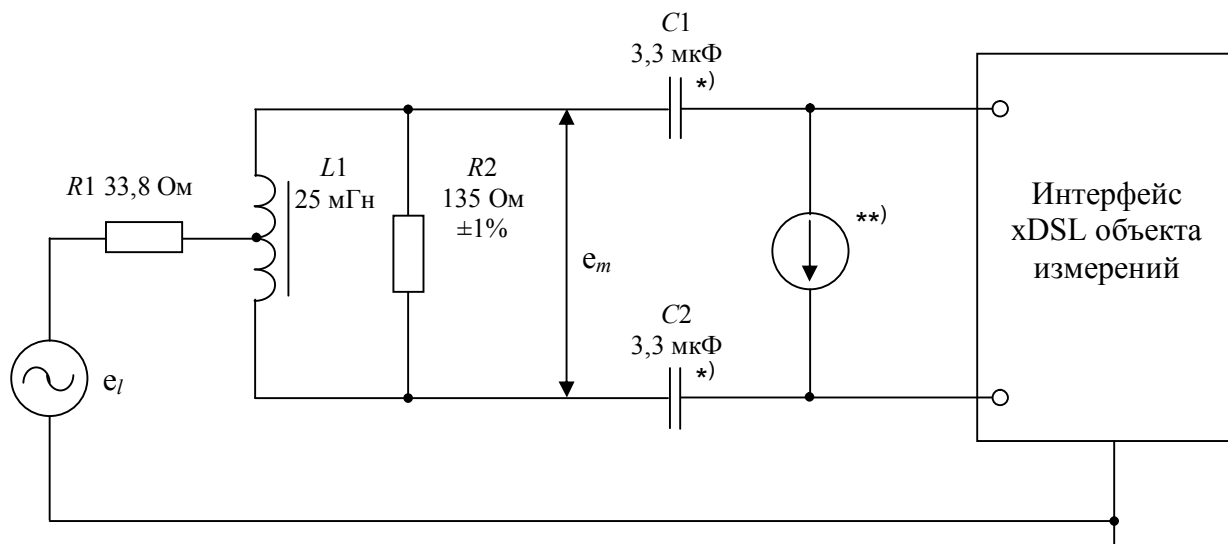 C1
3,3 мкФ
*)
R1 33,8 Ом
L1
25 мГн
R2
135 Ом
±1%
e_m
**)
Интерфейс
xDSL объекта
измерений
C2
3,3 мкФ
*)
e_l